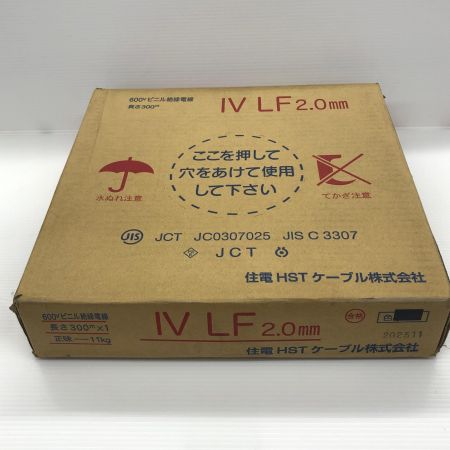 600Vビニル絶縁電線
長さ300m
IV LF 2.0mm
ここを押して
穴をあけて使用
して下さい
水ぬれ注意
てかぎ注意
JIS JCT JC0307025 JIS C 3307
JCT
住電HSTケーブル株式会社
600Vビニル絶縁電線
長さ300m×1
正味 11kg
IV LF 2.0mm
合格
色
202511
住電HSTケーブル株式会社